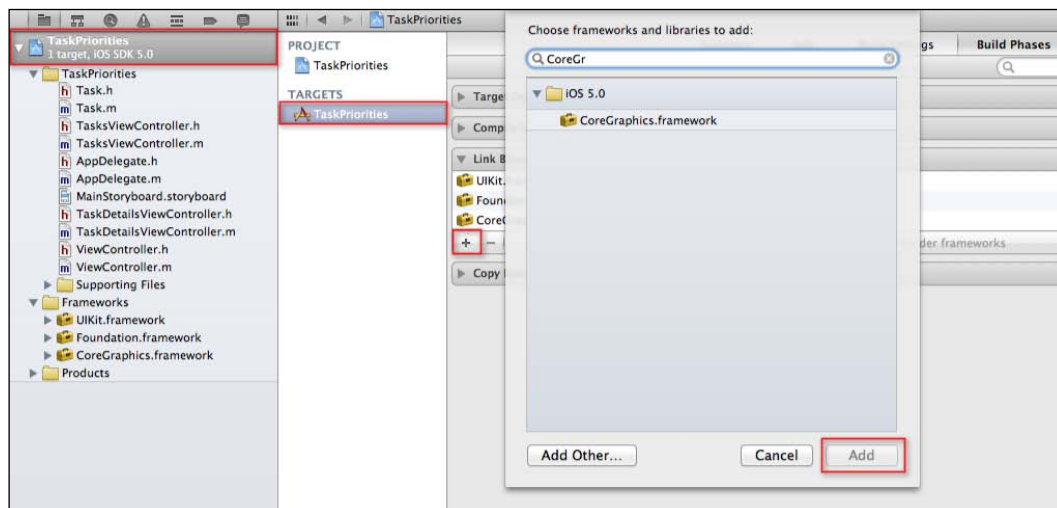 TaskPriorities
1 target, iOS SDK 5.0
TaskPriorities
h Task.h
m Task.m
h TasksViewController.h
m TasksViewController.m
h AppDelegate.h
m AppDelegate.m
MainStoryboard.storyboard
h TaskDetailsViewController.h
m TaskDetailsViewController.m
h ViewController.h
m ViewController.m
Supporting Files
Frameworks
UIKit.framework
Foundation.framework
CoreGraphics.framework
Products
TaskPriorities
PROJECT
TaskPriorities
TARGETS
TaskPriorities
gs
Build Phases
Targe
Comp
Link B
UIKit.
Foun
Core
+ −
der frameworks
Copy
Choose frameworks and libraries to add:
CoreGr
iOS 5.0
CoreGraphics.framework
Add Other...
Cancel
Add